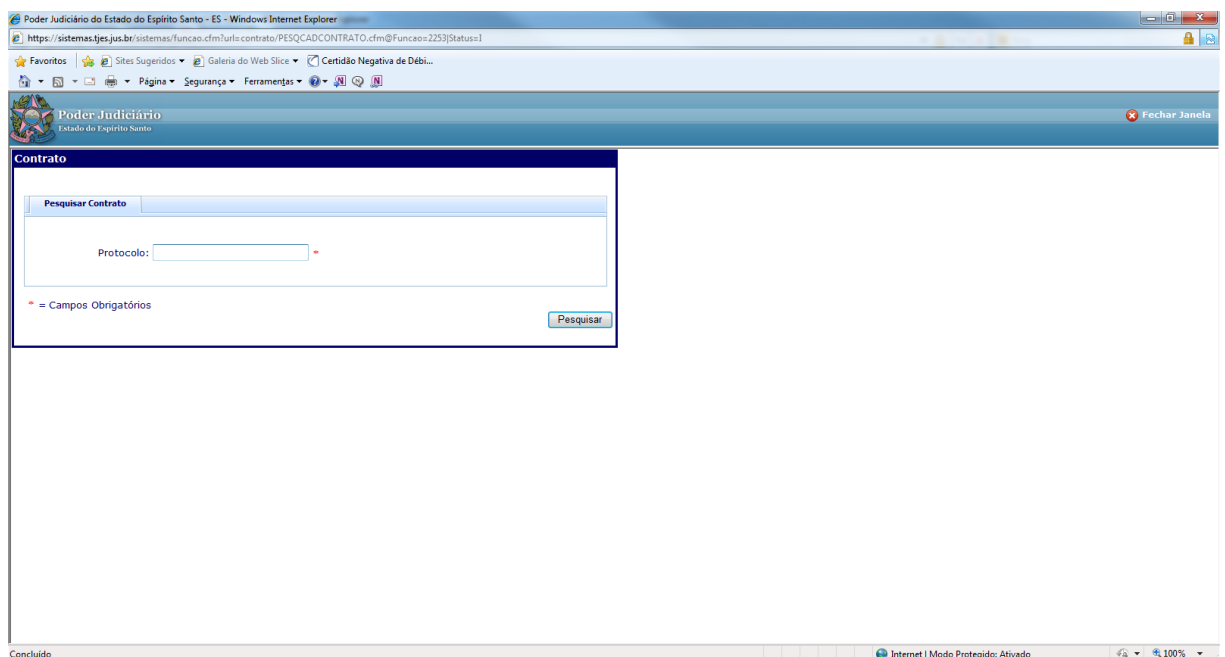 Poder Judiciário do Estado do Espírito Santo - ES - Windows Internet Explorer
https://sistemas.tjes.jus.br/sistemas/funcao.cfm?url=contrato/PESQCADCONTRATO.cfm@Funcao=2253|Status=I
Favoritos Sites Sugeridos Galeria do Web Slice Certidão Negativa de Débi...
Página Segurança Ferramentas
Poder Judiciário
Estado do Espírito Santo
Fechar Janela
Contrato
Pesquisar Contrato
Protocolo: *
* = Campos Obrigatórios
Pesquisar
Concluído Internet | Modo Protegido: Ativado 100%